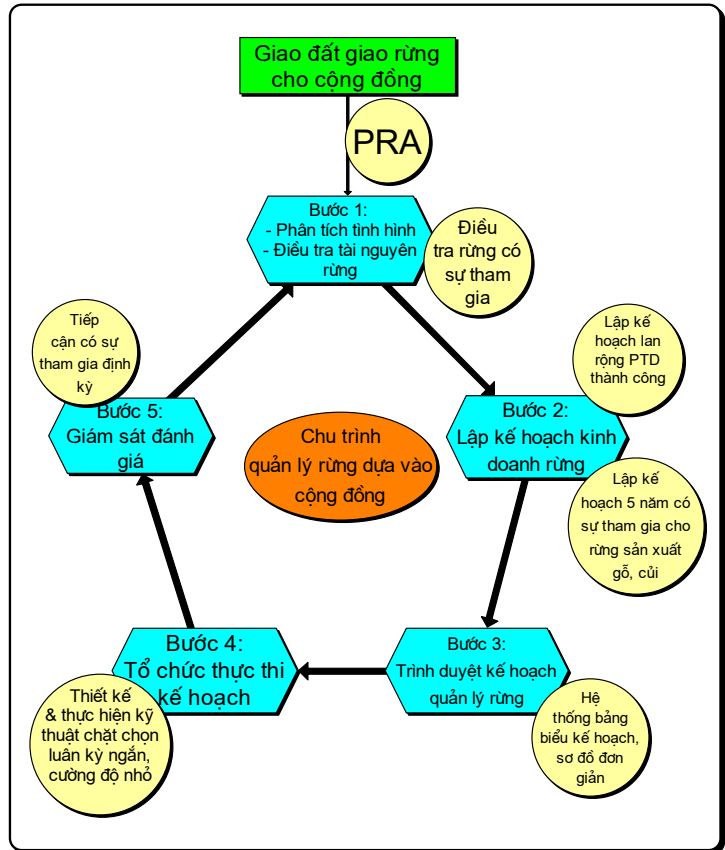 Giao đất giao rừng
cho cộng đồng
PRA
Bước 1:
- Phân tích tình hình
- Điều tra tài nguyên
rừng
Điều
tra rừng có
sự tham
gia
Tiếp
cận có sự
tham gia định
kỳ
Lập kế
hoạch lan
rộng PTD
thành công
Bước 5:
Giám sát đánh
giá
Chu trình
quản lý rừng dựa vào
cộng đồng
Bước 2:
Lập kế hoạch kinh
doanh rừng
Lập kế
hoạch 5 năm có
sự tham gia cho
rừng sản xuất
gỗ, củi
Bước 4:
Tổ chức thực thi
kế hoạch
Bước 3:
Trình duyệt kế hoạch
quản lý rừng
Thiết kế
& thực hiện kỹ
thuật chặt chọn
luân kỳ ngắn,
cường độ nhỏ
Hệ
thống bảng
biểu kế hoạch,
sơ đồ đơn
giản